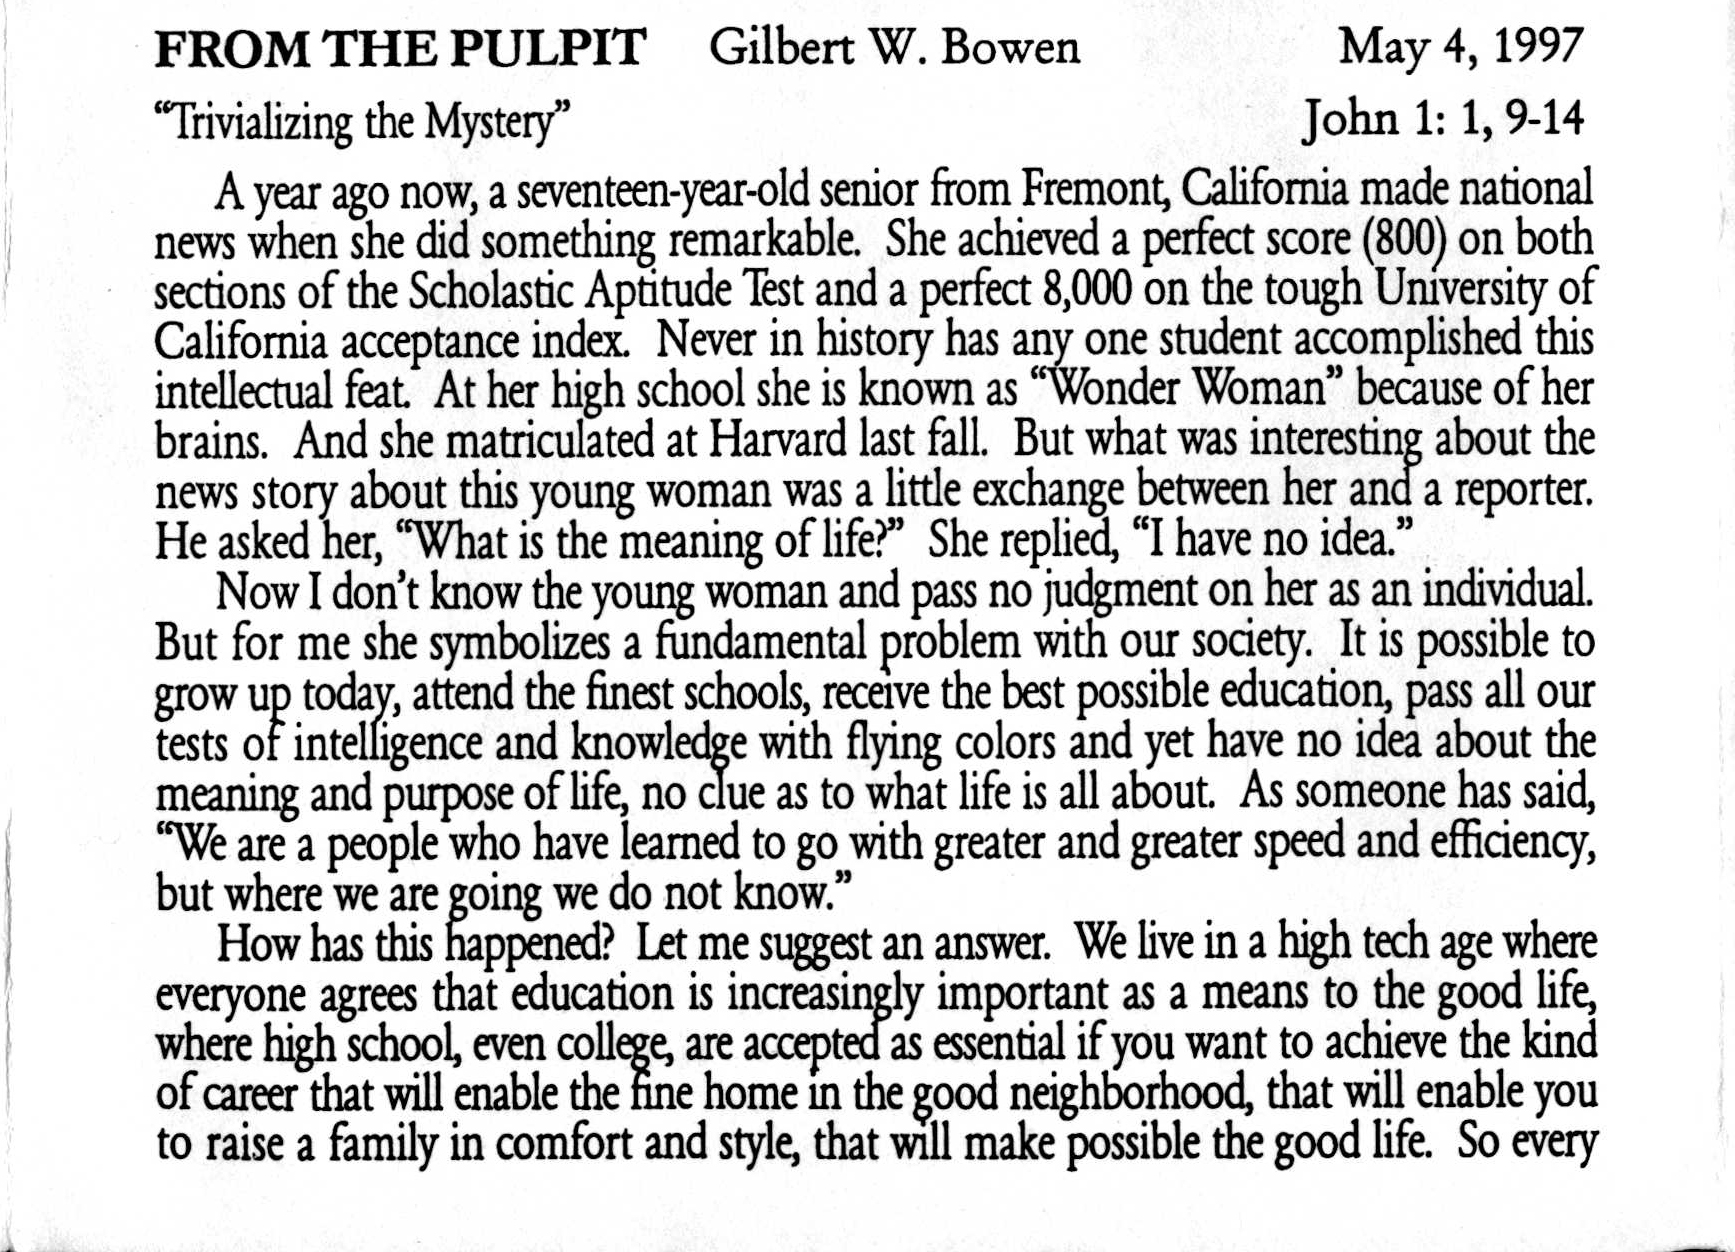 FROM THE PULPIT Gilbert W. Bowen May 4, 1997
“Trivializing the Mystery” John 1: 1, 9-14
A year ago now, a seventeen-year-old senior from Fremont, California made national
news when she did something remarkable. She achieved a perfect score (800) on both
sections of the Scholastic Aptitude Test and a perfect 8,000 on the tough University of
California acceptance index. Never in history has any one student accomplished this
intellectual feat. At her high school she is known as “Wonder Woman” because of her
brains. And she matriculated at Harvard last fall. But what was interesting about the
news story about this young woman was a little exchange between her and a reporter.
He asked her, “What is the meaning of life?” She replied, “I have no idea.”
Now I don’t know the young woman and pass no judgment on her as an individual.
But for me she symbolizes a fundamental problem with our society. It is possible to
grow up today, attend the finest schools, receive the best possible education, pass all our
tests of intelligence and knowledge with flying colors and yet have no idea about the
meaning and purpose of life, no clue as to what life is all about. As someone has said,
“We are a people who have learned to go with greater and greater speed and efficiency,
but where we are going we do not know.”
How has this happened? Let me suggest an answer. We live in a high tech age where
everyone agrees that education is increasingly important as a means to the good life,
where high school, even college, are accepted as essential if you want to achieve the kind
of career that will enable the fine home in the good neighborhood, that will enable you
to raise a family in comfort and style, that will make possible the good life. So every